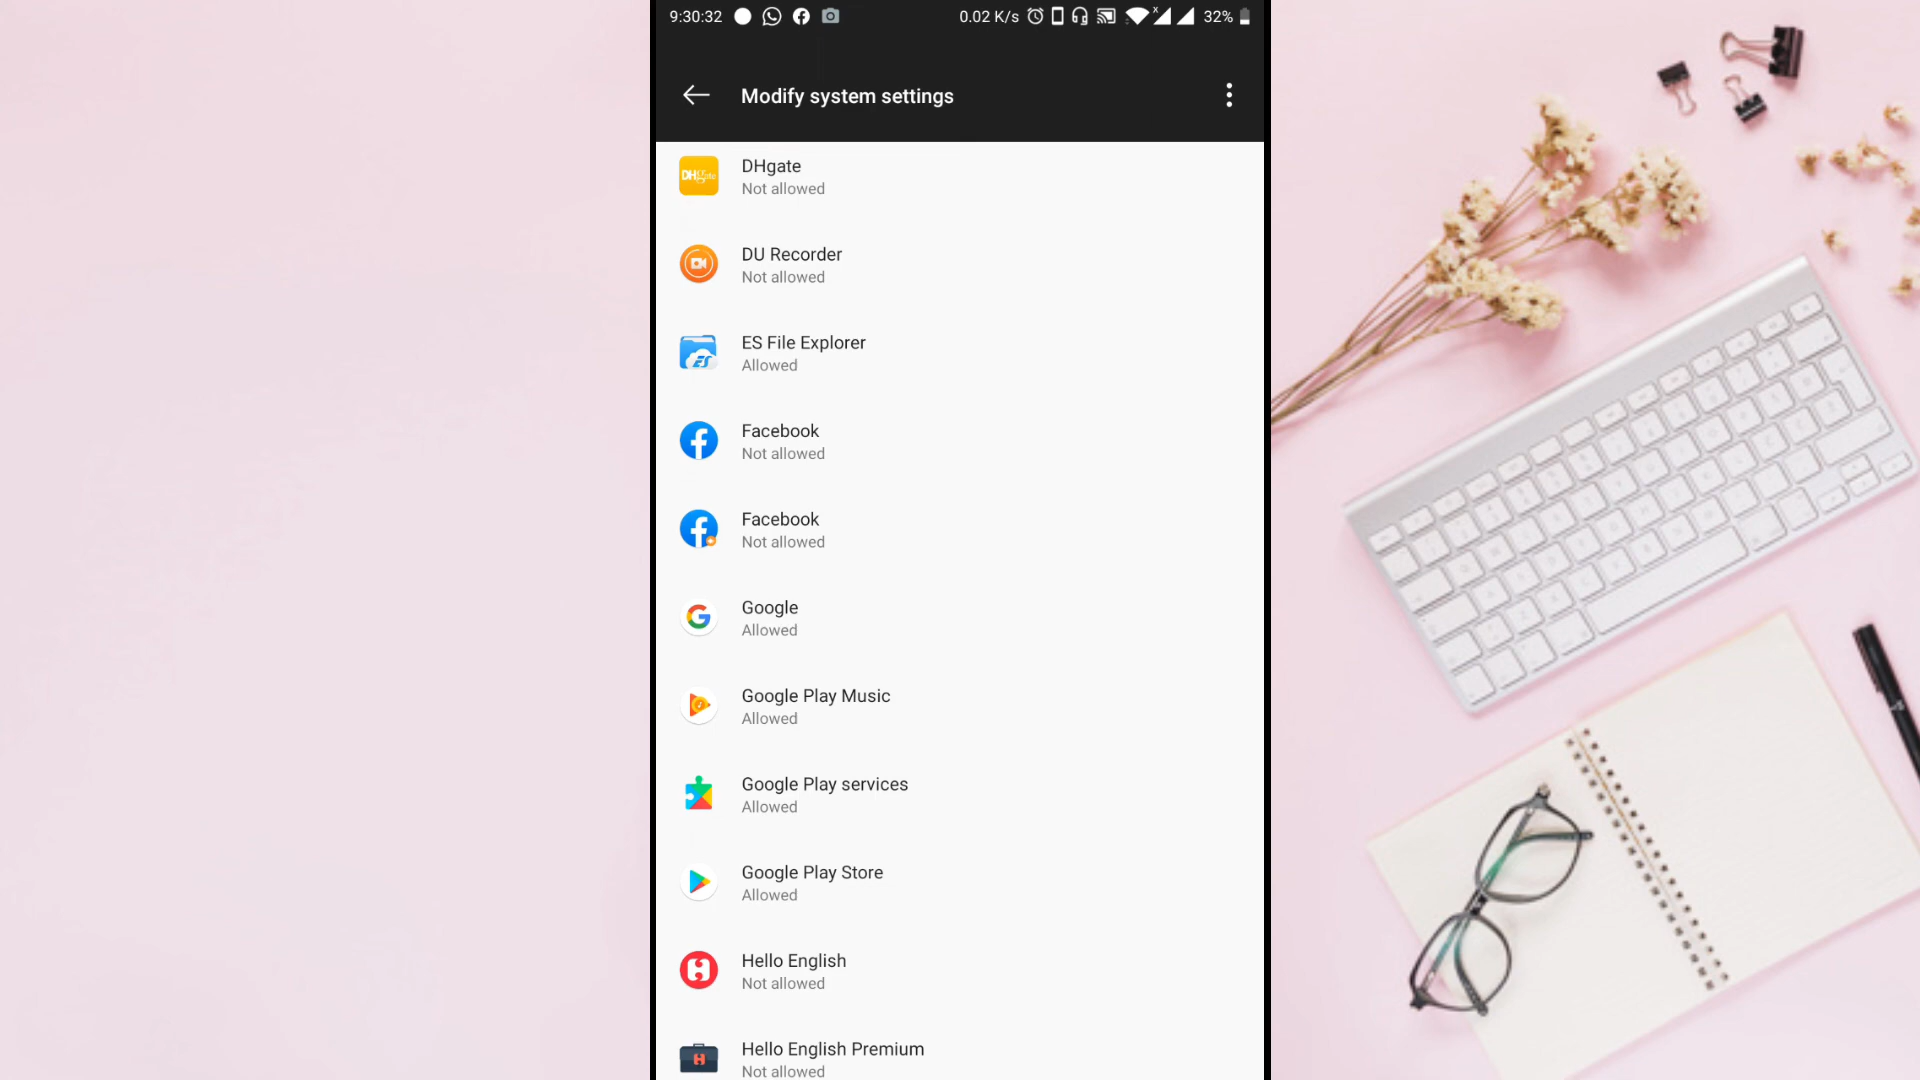 9:30:32 0.02 K/s 32%
Modify system settings
DHgate
Not allowed
DU Recorder
Not allowed
ES File Explorer
Allowed
Facebook
Not allowed
Facebook
Not allowed
Google
Allowed
Google Play Music
Allowed
Google Play services
Allowed
Google Play Store
Allowed
Hello English
Not allowed
Hello English Premium
Not allowed